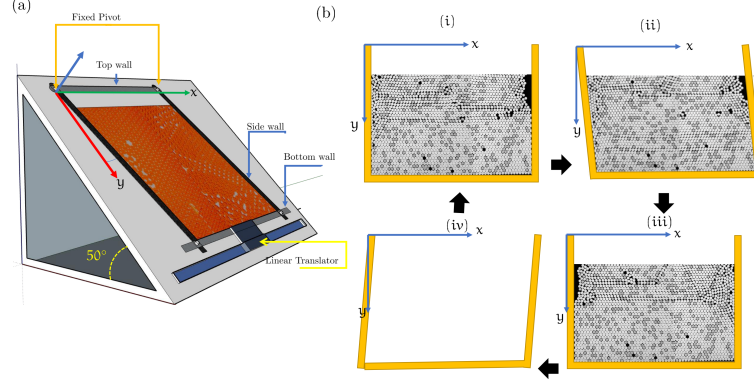 (a)
Fixed Pivot
Top wall
x
Side wall
Bottom wall
y
50°
Linear Translator
(b)
(i)
x
y
(ii)
x
y
(iv)
x
y
(iii)
x
y